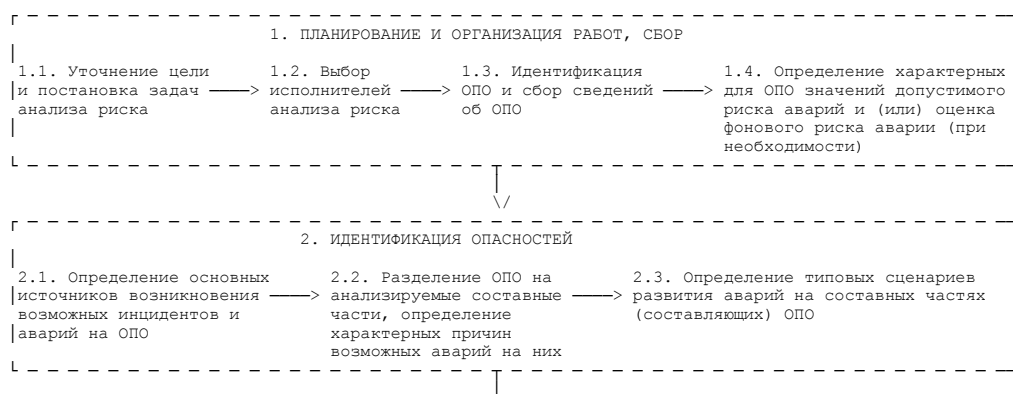 1. ПЛАНИРОВАНИЕ И ОРГАНИЗАЦИЯ РАБОТ, СБОР
1.1. Уточнение цели
и постановка задач
анализа риска
1.2. Выбор
исполнителей
анализа риска
1.3. Идентификация
ОПО и сбор сведений
об ОПО
1.4. Определение характерных
для ОПО значений допустимого
риска аварий и (или) оценка
фонового риска аварии (при
необходимости)
2. ИДЕНТИФИКАЦИЯ ОПАСНОСТЕЙ
2.1. Определение основных
источников возникновения
возможных инцидентов и
аварий на ОПО
2.2. Разделение ОПО на
анализируемые составные
части, определение
характерных причин
возможных аварий на них
2.3. Определение типовых сценариев
развития аварий на составных частях
(составляющих) ОПО